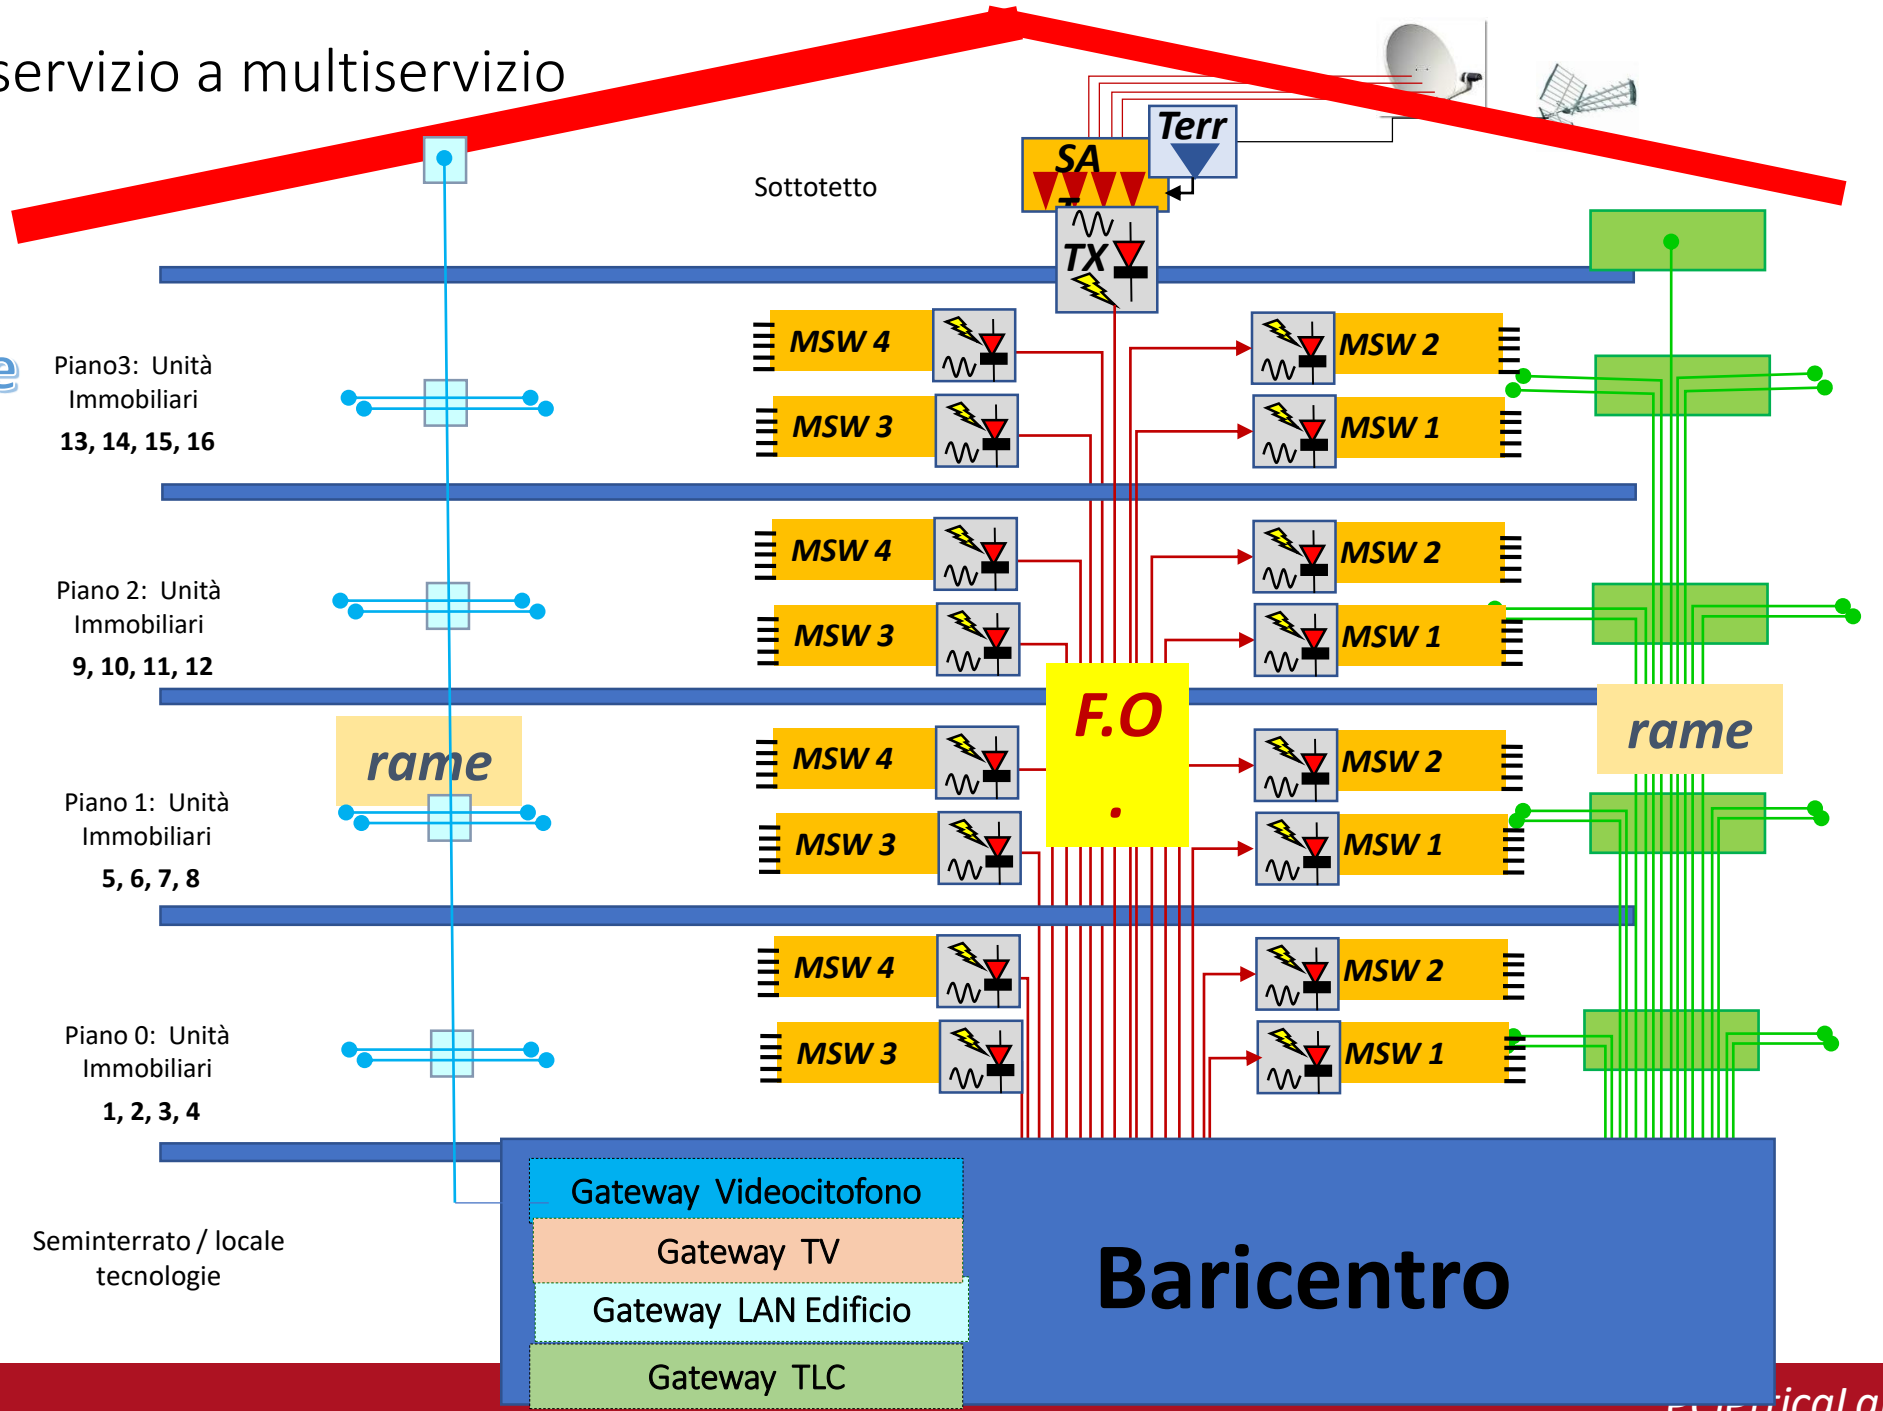 servizio a multiservizio
Terr
SA
T
TX
Sottotetto
Piano3: Unità
Immobiliari
13, 14, 15, 16
MSW 4
MSW 2
MSW 3
MSW 1
Piano 2: Unità
Immobiliari
9, 10, 11, 12
MSW 4
MSW 2
MSW 3
MSW 1
F.O
.
rame
rame
Piano 1: Unità
Immobiliari
5, 6, 7, 8
MSW 4
MSW 2
MSW 3
MSW 1
Piano 0: Unità
Immobiliari
1, 2, 3, 4
MSW 4
MSW 2
MSW 3
MSW 1
Seminterrato / locale
tecnologie
Gateway Videocitofono
Gateway TV
Gateway LAN Edificio
Gateway TLC
Baricentro